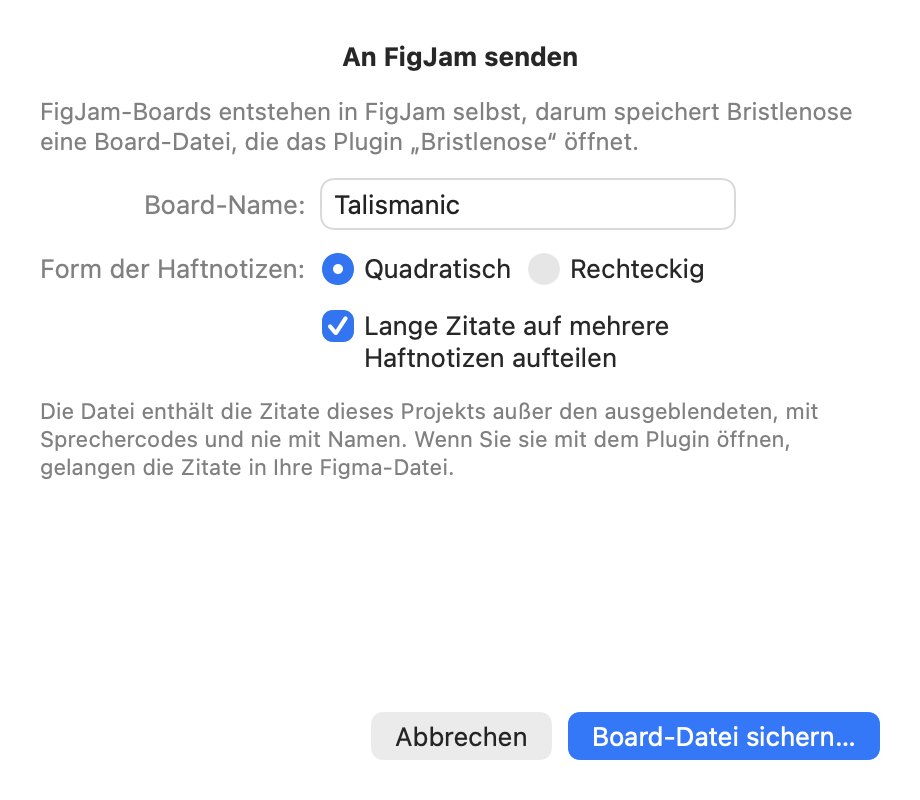 An FigJam senden
FigJam-Boards entstehen in FigJam selbst, darum speichert Bristlenose
eine Board-Datei, die das Plugin „Bristlenose“ öffnet.
Board-Name: Talismanic
Form der Haftnotizen: Quadratisch Rechteckig
Lange Zitate auf mehrere
Haftnotizen aufteilen
Die Datei enthält die Zitate dieses Projekts außer den ausgeblendeten, mit
Sprechercodes und nie mit Namen. Wenn Sie sie mit dem Plugin öffnen,
gelangen die Zitate in Ihre Figma-Datei.
Abbrechen Board-Datei sichern…